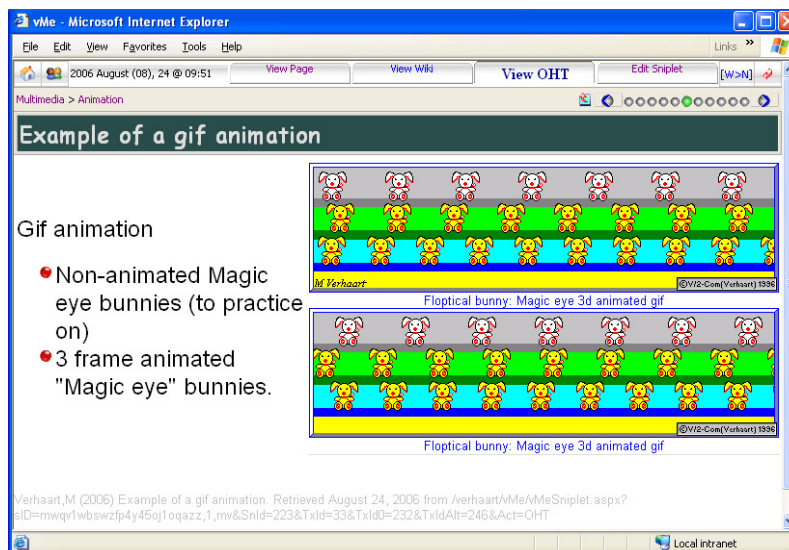 vMe - Microsoft Internet Explorer
File Edit View Favorites Tools Help Links »
2006 August (08), 24 @ 09:51 View Page View Wiki View OHT Edit Sniplet [W>N]
Multimedia > Animation
Example of a gif animation
Gif animation
Non-animated Magic
eye bunnies (to practice
on)
3 frame animated
"Magic eye" bunnies.
M Verhaart
©V/2-Com(Verhaart) 1996
Floptical bunny: Magic eye 3d animated gif
©V/2-Com(Verhaart) 1996
Floptical bunny: Magic eye 3d animated gif
Verhaart,M (2006) Example of a gif animation. Retrieved August 24, 2006 from /verhaart/vMe/vMeSniplet.aspx?
sID=mwqv1wbswzfp4y45oj1oqazz,1,mv&SnId=223&TxId=33&TxId0=232&TxIdAlt=246&Act=OHT
Local intranet